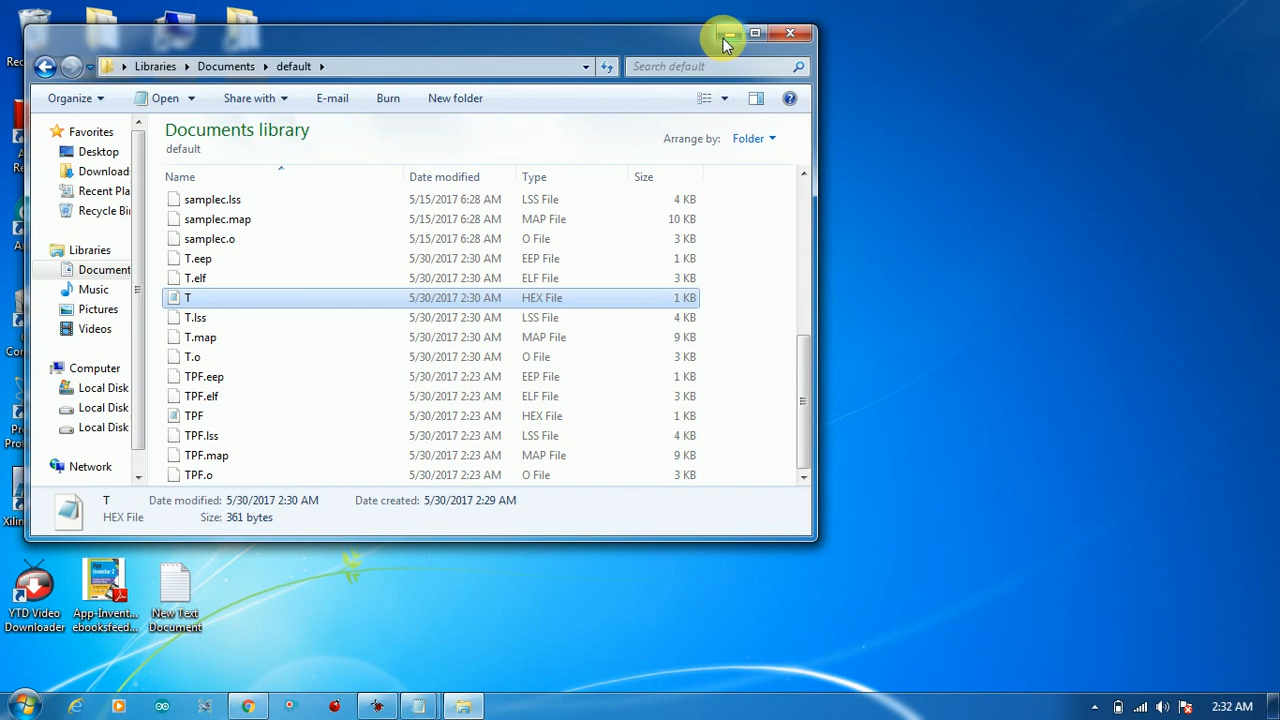 Libraries Documents default
Search default
Organize Open Share with E-mail Burn New folder
Favorites
Desktop
Download
Recent Pla
Recycle Bin
Libraries
Document
Music
Pictures
Videos
Computer
Local Disk
Local Disk
Local Disk
Network
Documents library
default
Arrange by: Folder
Name Date modified Type Size
samplec.lss 5/15/2017 6:28 AM LSS File 4 KB
samplec.map 5/15/2017 6:28 AM MAP File 10 KB
samplec.o 5/15/2017 6:28 AM O File 3 KB
T.eep 5/30/2017 2:30 AM EEP File 1 KB
T.elf 5/30/2017 2:30 AM ELF File 3 KB
T 5/30/2017 2:30 AM HEX File 1 KB
T.lss 5/30/2017 2:30 AM LSS File 4 KB
T.map 5/30/2017 2:30 AM MAP File 9 KB
T.o 5/30/2017 2:30 AM O File 3 KB
TPF.eep 5/30/2017 2:23 AM EEP File 1 KB
TPF.elf 5/30/2017 2:23 AM ELF File 3 KB
TPF 5/30/2017 2:23 AM HEX File 1 KB
TPF.lss 5/30/2017 2:23 AM LSS File 4 KB
TPF.map 5/30/2017 2:23 AM MAP File 9 KB
TPF.o 5/30/2017 2:23 AM O File 3 KB
T Date modified: 5/30/2017 2:30 AM Date created: 5/30/2017 2:29 AM
HEX File Size: 361 bytes
YTD Video
Downloader
App-Invent...
ebooksfeed...
New Text
Document
2:32 AM